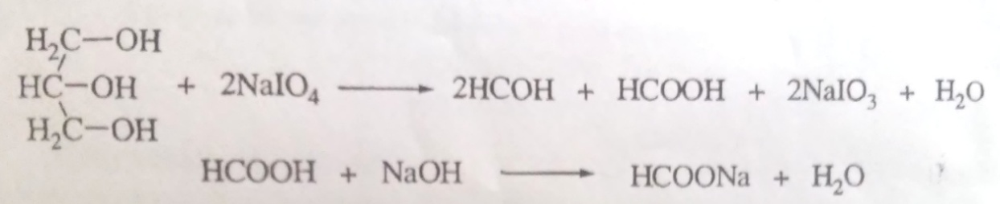 H₂C—OH
HC—OH + 2NaIO₄ ⟶ 2HCOH + HCOOH + 2NaIO₃ + H₂O
H₂C—OH
HCOOH + NaOH ⟶ HCOONa + H₂O